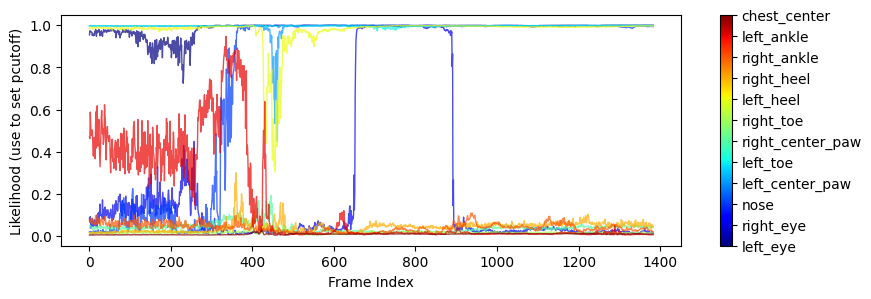 Likelihood (use to set pcutoff)
1.0
0.8
0.6
0.4
0.2
0.0
0 200 400 600 800 1000 1200 1400
Frame Index
chest_center
left_ankle
right_ankle
right_heel
left_heel
right_toe
right_center_paw
left_toe
left_center_paw
nose
right_eye
left_eye